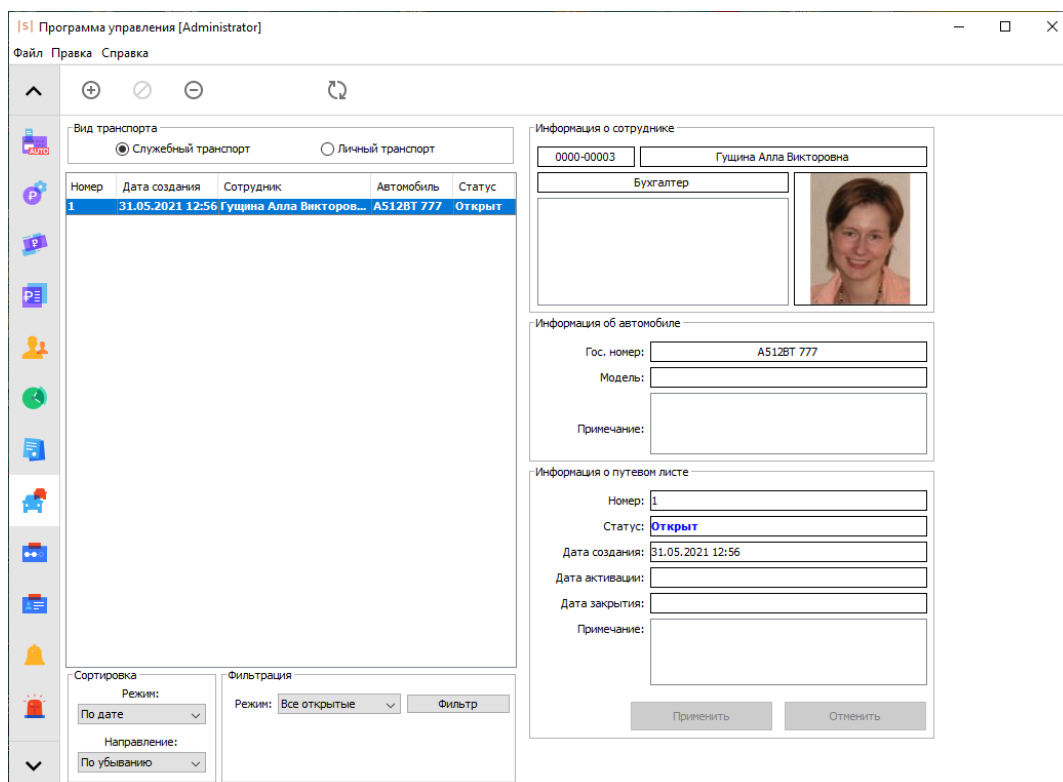 |S| Программа управления [Administrator]
Файл Правка Справка
AUTO
Вид транспорта
Служебный транспорт Личный транспорт
Номер Дата создания Сотрудник Автомобиль Статус
1 31.05.2021 12:56 Гущина Алла Викторов... А512ВТ 777 Открыт
Сортировка
Режим:
По дате
Направление:
По убыванию
Фильтрация
Режим: Все открытые Фильтр
Информация о сотруднике
0000-00003 Гущина Алла Викторовна
Бухгалтер
Информация об автомобиле
Гос. номер: А512ВТ 777
Модель:
Примечание:
Информация о путевом листе
Номер: 1
Статус: Открыт
Дата создания: 31.05.2021 12:56
Дата активации:
Дата закрытия:
Примечание:
Применить Отменить